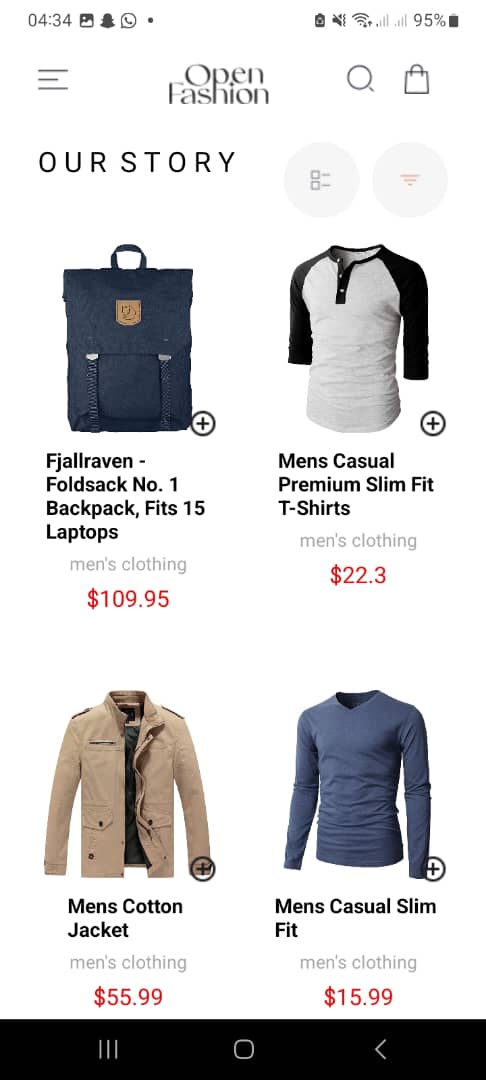 04:34 95%
Open
Fashion
OUR STORY
Fjallraven -
Foldsack No. 1
Backpack, Fits 15
Laptops
men's clothing
$109.95
Mens Casual
Premium Slim Fit
T-Shirts
men's clothing
$22.3
Mens Cotton
Jacket
men's clothing
$55.99
Mens Casual Slim
Fit
men's clothing
$15.99